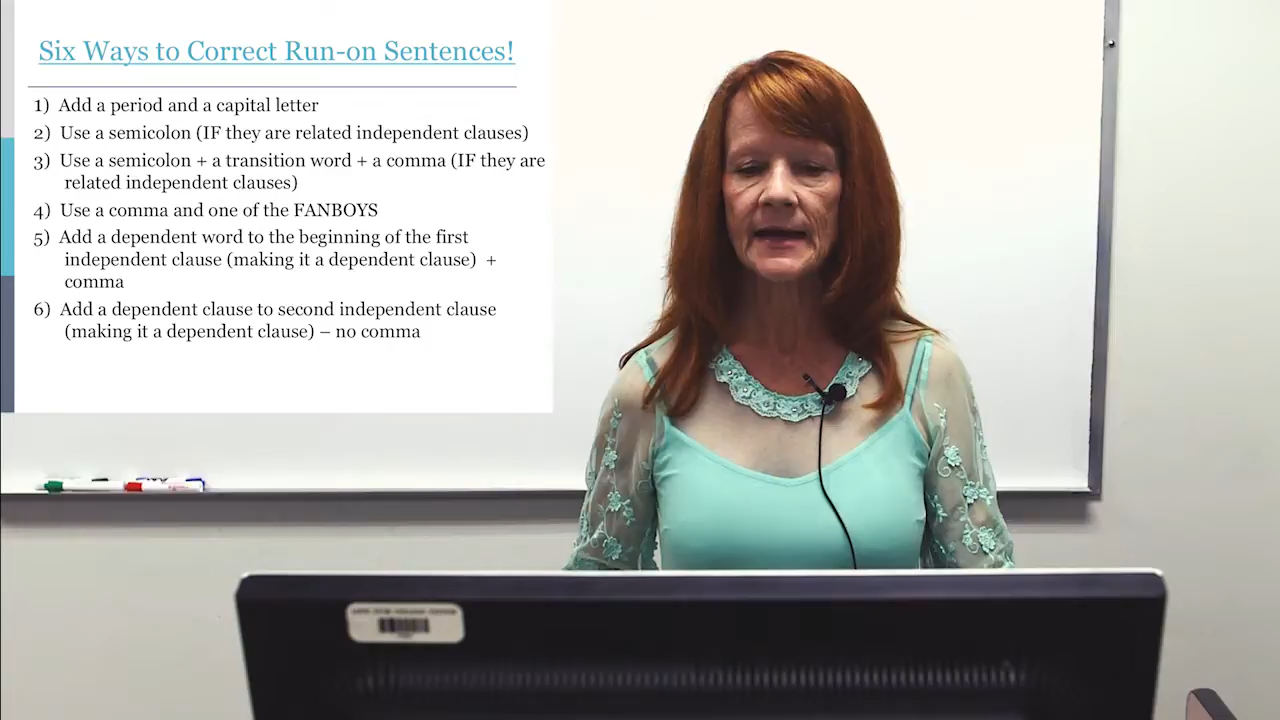 Six Ways to Correct Run-on Sentences!
1) Add a period and a capital letter
2) Use a semicolon (IF they are related independent clauses)
3) Use a semicolon + a transition word + a comma (IF they are
related independent clauses)
4) Use a comma and one of the FANBOYS
5) Add a dependent word to the beginning of the first
independent clause (making it a dependent clause) +
comma
6) Add a dependent clause to second independent clause
(making it a dependent clause) – no comma